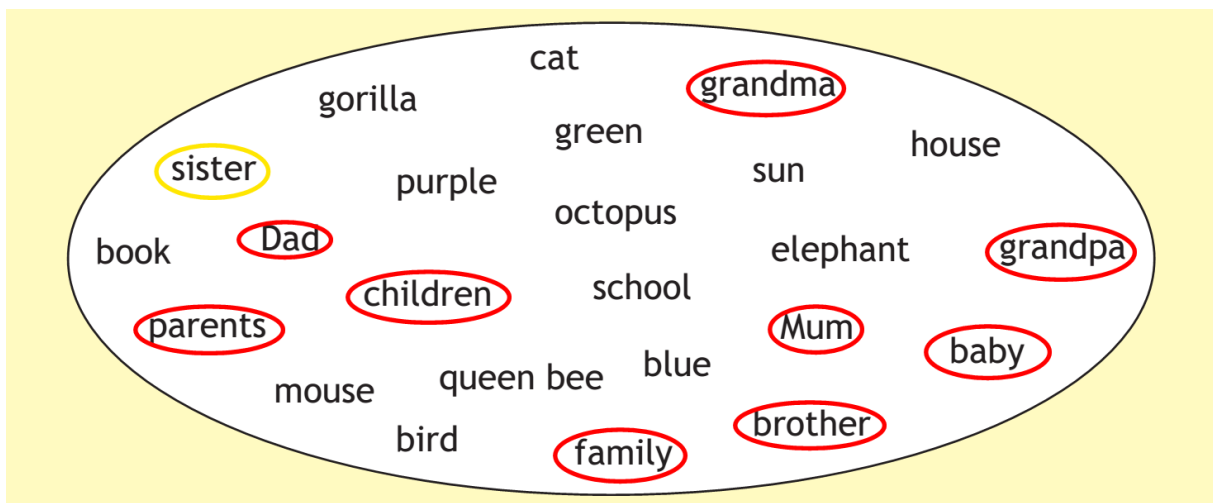 cat
grandma
gorilla
green
house
sister
sun
purple
octopus
Dad
book
elephant
grandpa
children
school
parents
Mum
baby
blue
queen bee
mouse
brother
bird
family